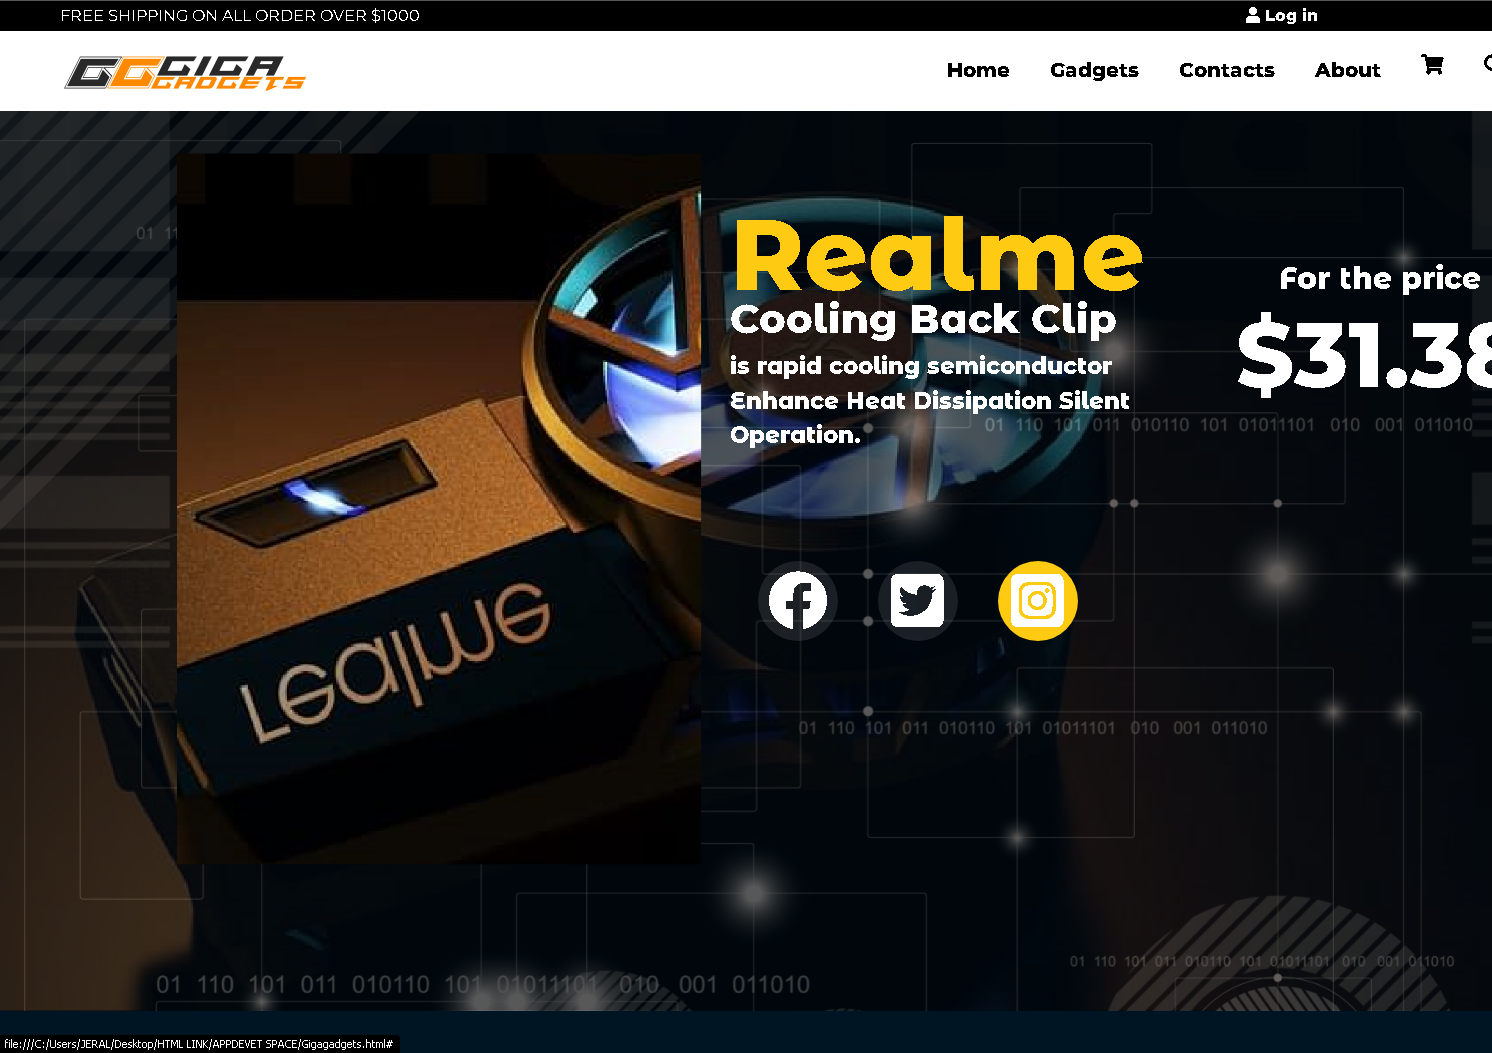 FREE SHIPPING ON ALL ORDER OVER $1000
Log in
GG GIGA
GADGETS
Home Gadgets Contacts About
Realme
Cooling Back Clip
is rapid cooling semiconductor
Enhance Heat Dissipation Silent
Operation.
For the price
$31.38
realme
01 11
01 110 101 011 010110 101 01011101 010 001 011010
01 110 101 011 010110 101 01011101 010 001 011010
01 110 101 011 010110 101 01011101 010 001 011010
01 110 101 011 010110 101 01011101 010 001 011010
file:///C:/Users/JERAL/Desktop/HTML LINK/APPDEVET SPACE/Gigagadgets.html#